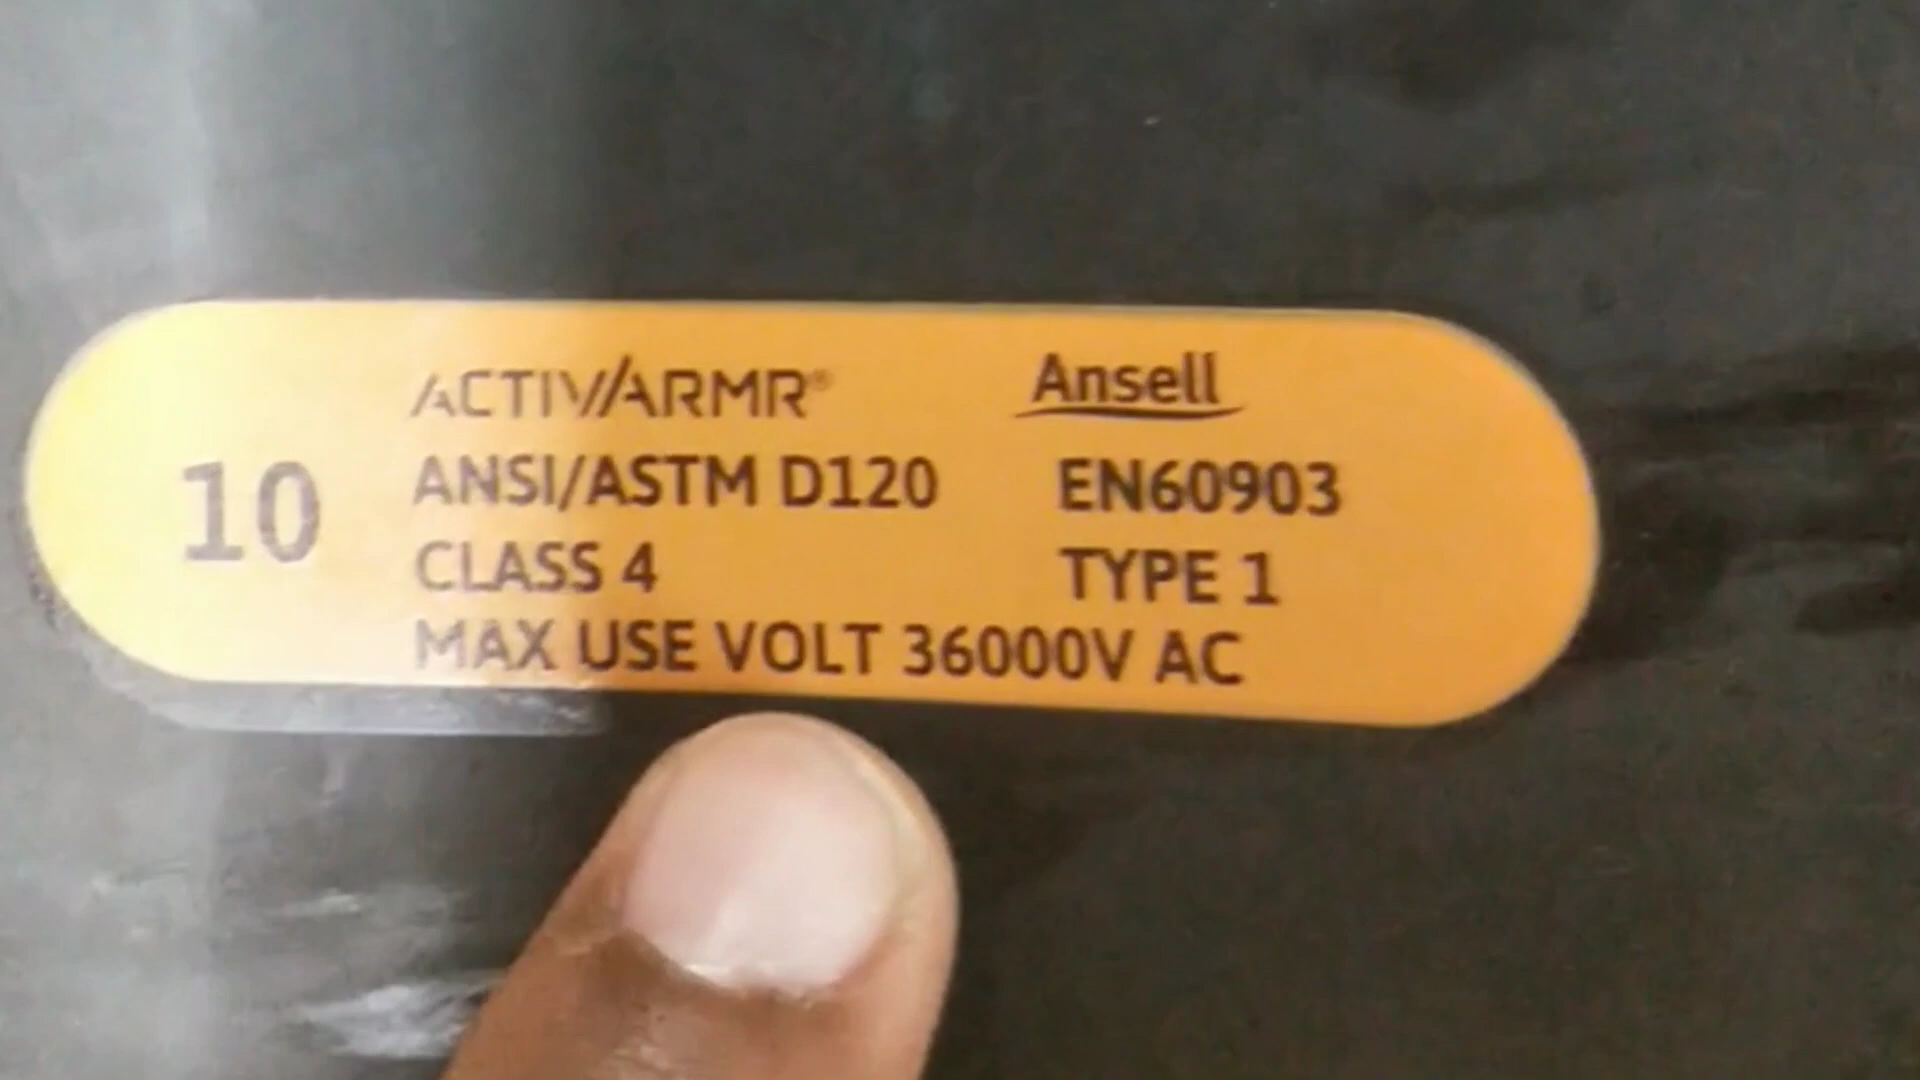 ACTIVARMR® Ansell
10 ANSI/ASTM D120 EN60903
CLASS 4 TYPE 1
MAX USE VOLT 36000V AC